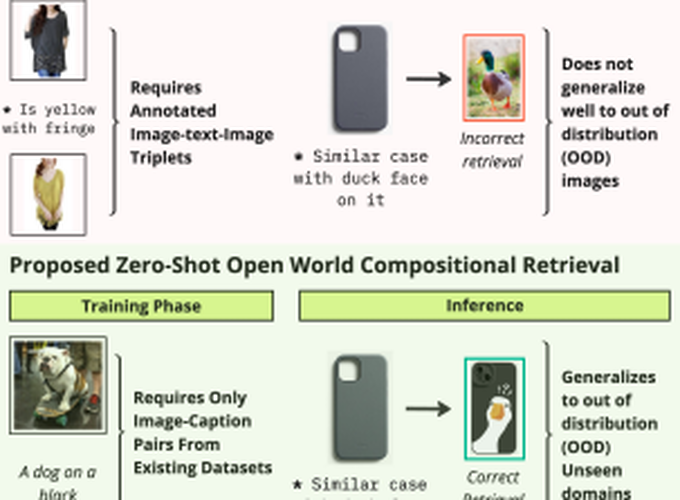 * Is yellow
with fringe
Requires
Annotated
Image-text-Image
Triplets
* Similar case
with duck face
on it
Incorrect
retrieval
Does not
generalize
well to out of
distribution
(OOD)
images
Proposed Zero-Shot Open World Compositional Retrieval
Training Phase
Inference
A dog on a
black
Requires Only
Image-Caption
Pairs From
Existing Datasets
* Similar case
Correct
Retrieval
Generalizes
to out of
distribution
(OOD)
Unseen
domains